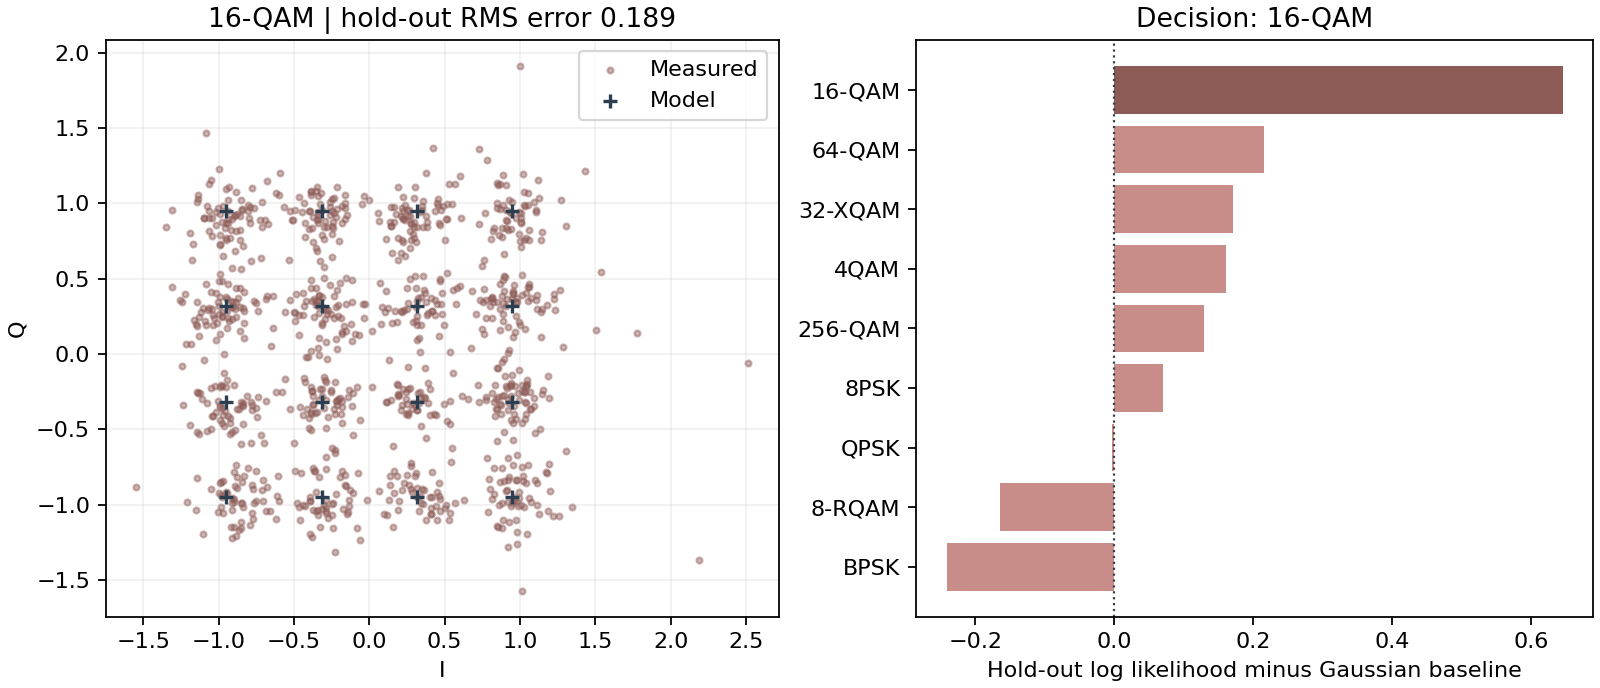 16-QAM | hold-out RMS error 0.189
2.0
1.5
1.0
0.5
0.0
−0.5
−1.0
−1.5
Q
Measured
Model
−1.5
−1.0
−0.5
0.0
0.5
1.0
1.5
2.0
2.5
I
Decision: 16-QAM
16-QAM
64-QAM
32-XQAM
4QAM
256-QAM
8PSK
QPSK
8-RQAM
BPSK
−0.2
0.0
0.2
0.4
0.6
Hold-out log likelihood minus Gaussian baseline